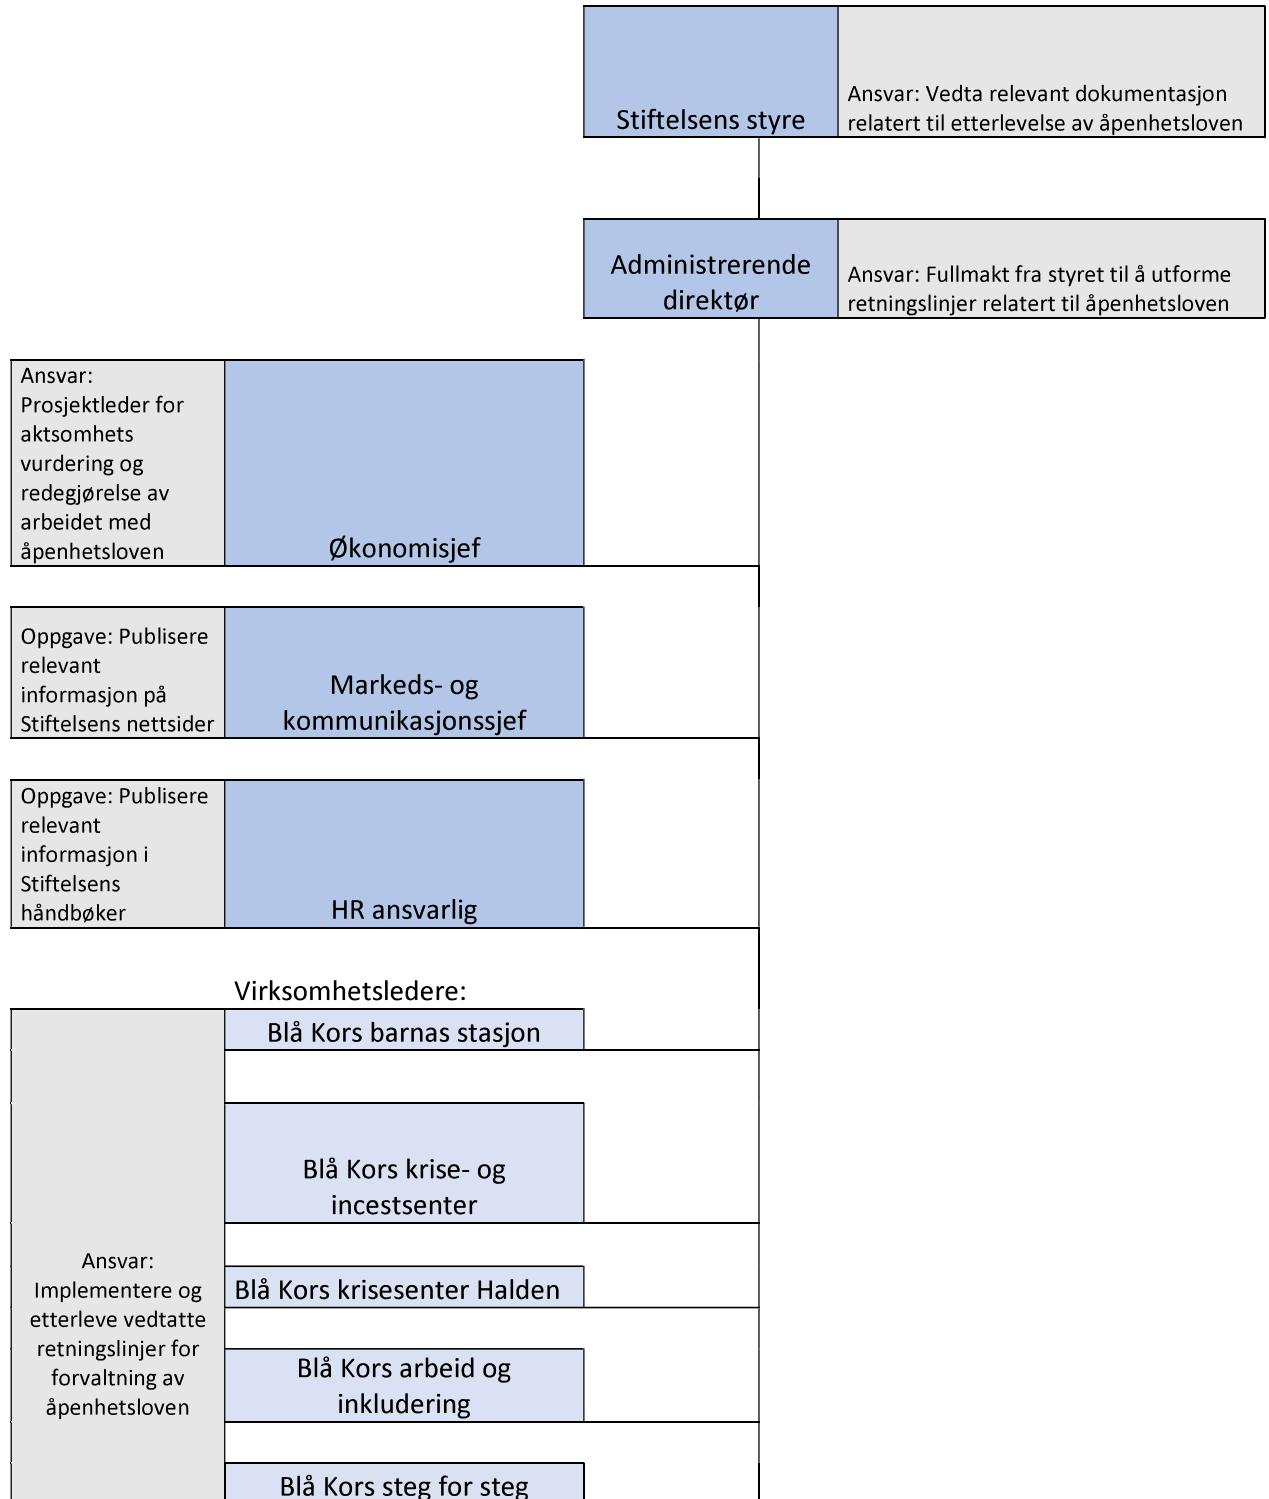 Stiftelsens styre
Ansvar: Vedta relevant dokumentasjon
relatert til etterlevelse av åpenhetsloven
Administrerende
direktør
Ansvar: Fullmakt fra styret til å utforme
retningslinjer relatert til åpenhetsloven
Ansvar:
Prosjektleder for
aktsomhets
vurdering og
redegjørelse av
arbeidet med
åpenhetsloven
Økonomisjef
Oppgave: Publisere
relevant
informasjon på
Stiftelsens nettsider
Markeds- og
kommunikasjonssjef
Oppgave: Publisere
relevant
informasjon i
Stiftelsens
håndbøker
HR ansvarlig
Virksomhetsledere:
Blå Kors barnas stasjon
Blå Kors krise- og
incestsenter
Blå Kors krisesenter Halden
Ansvar:
Implementere og
etterleve vedtatte
retningslinjer for
forvaltning av
åpenhetsloven
Blå Kors arbeid og
inkludering
Blå Kors steg for steg